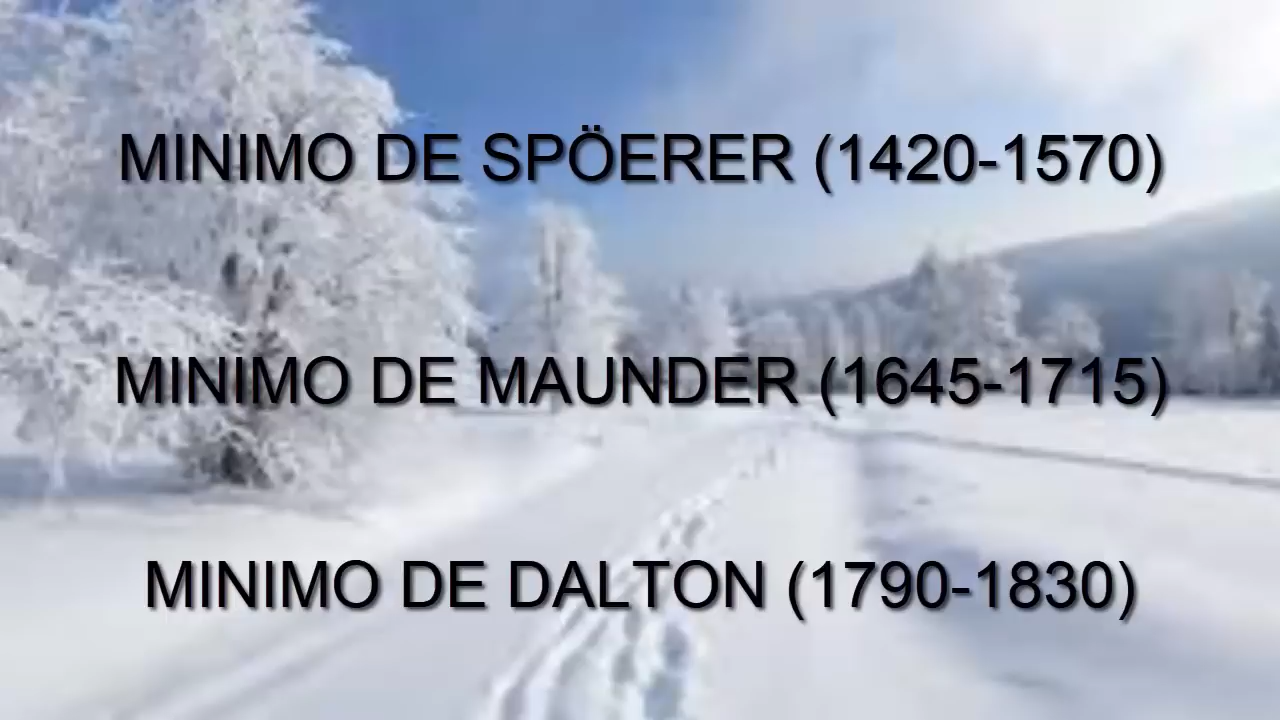 MINIMO DE SPÖERER (1420-1570)
MINIMO DE MAUNDER (1645-1715)
MINIMO DE DALTON (1790-1830)